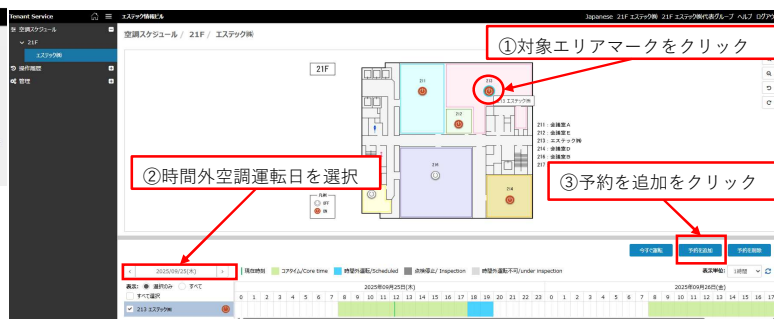 Tenant Service
エステック情報ビル
Japanese 21F エステック㈱ 21F エステック㈱代表グループ ヘルプ ログアウ
空調スケジュール
21F
エステック㈱
操作履歴
管理
空調スケジュール / 21F / エステック㈱
①対象エリアマークをクリック
21F
211
213
213 エステック㈱
212
211 : 会議室A
212 : 会議室E
213 : エステック㈱
214 : 会議室D
216 : 会議室B
217
216
214
凡例
OFF
ON
②時間外空調運転日を選択
③予約を追加をクリック
今すぐ運転 予約を追加 予約を削除
< 2025/09/25(木) >
現在時刻 コアタイム/Core time 時間外運転/Scheduled 点検停止/ Inspection 時間外運転不可/under inspection
表示単位: 1時間
表示: 選択のみ すべて
すべて選択
2025年09月25日(木) 2025年09月26日(金)
0 1 2 3 4 5 6 7 8 9 10 11 12 13 14 15 16 17 18 19 20 21 22 23 0 1 2 3 4 5 6 7 8 9 10 11 12 13 14 15 16 17
213 エステック㈱